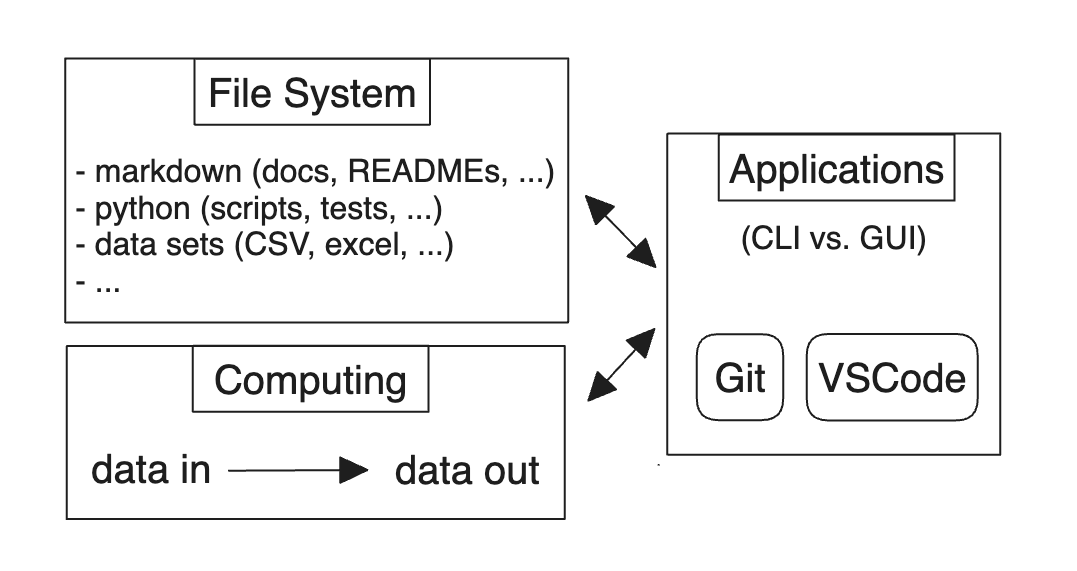 File System
- markdown (docs, READMEs, ...)
- python (scripts, tests, ...)
- data sets (CSV, excel, ...)
- ...
Computing
data in
data out
Applications
(CLI vs. GUI)
Git
VSCode